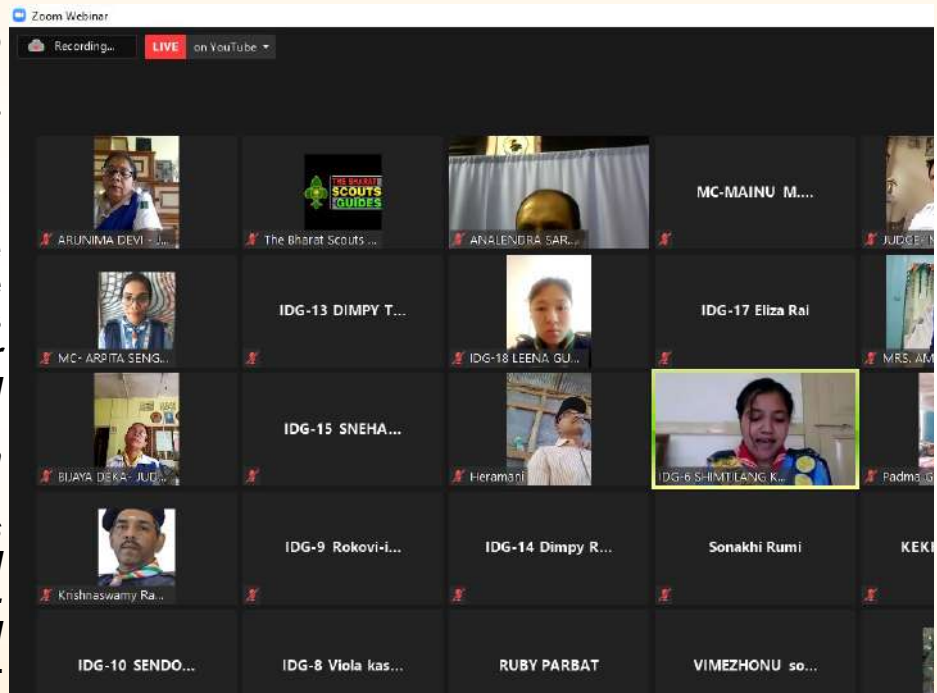 Zoom Webinar
Recording...
LIVE on YouTube
ARUNIMA DEVI - J...
THE BHARAT
SCOUTS
GUIDES
The Bharat Scouts ...
ANALENDRA SAR...
MC-MAINU M....
JUDGE-
MC- ARPITA SENG...
IDG-13 DIMPY T...
IDG-18 LEENA GU...
IDG-17 Eliza Rai
MRS. AM
BIJAYA DEKA- JUD...
IDG-15 SNEHA...
Heramani
IDG-6 SHIMTILANG K...
Padma G
Krishnaswamy Ra...
IDG-9 Rokovi-i...
IDG-14 Dimpy R...
Sonakhi Rumi
IDG-10 SENDO...
IDG-8 Viola kas...
RUBY PARBAT
VIMEZHONU so...